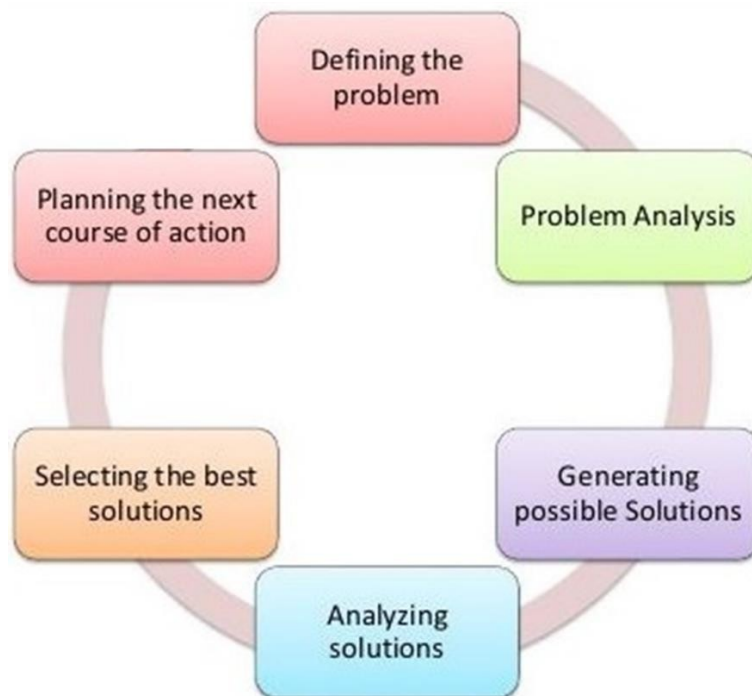 Defining the
problem
Problem Analysis
Generating
possible Solutions
Analyzing
solutions
Selecting the best
solutions
Planning the next
course of action